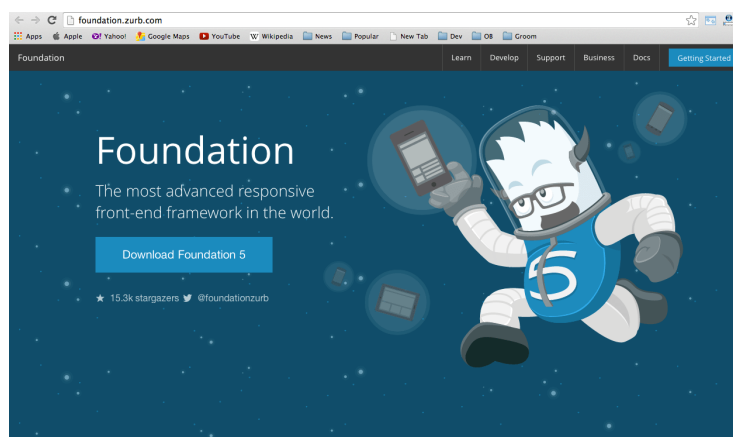 foundation.zurb.com
Apps Apple Yahoo! Google Maps YouTube W Wikipedia News Popular New Tab Dev OB Groom
Foundation Learn Develop Support Business Docs Getting Started
Foundation
The most advanced responsive
front-end framework in the world.
Download Foundation 5
15.3k stargazers @foundationzurb
5